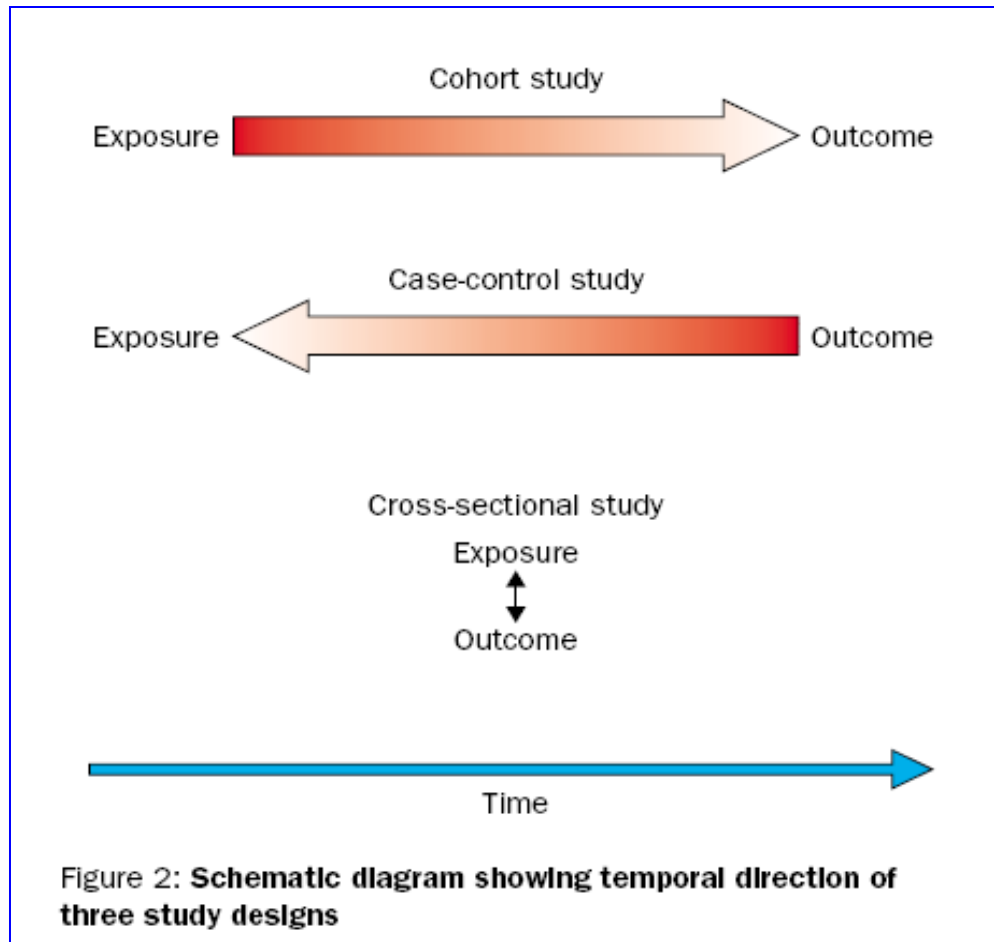 Cohort study
Exposure
Outcome
Case-control study
Exposure
Outcome
Cross-sectional study
Exposure
Outcome
Time
Figure 2: Schematic diagram showing temporal direction of
three study designs